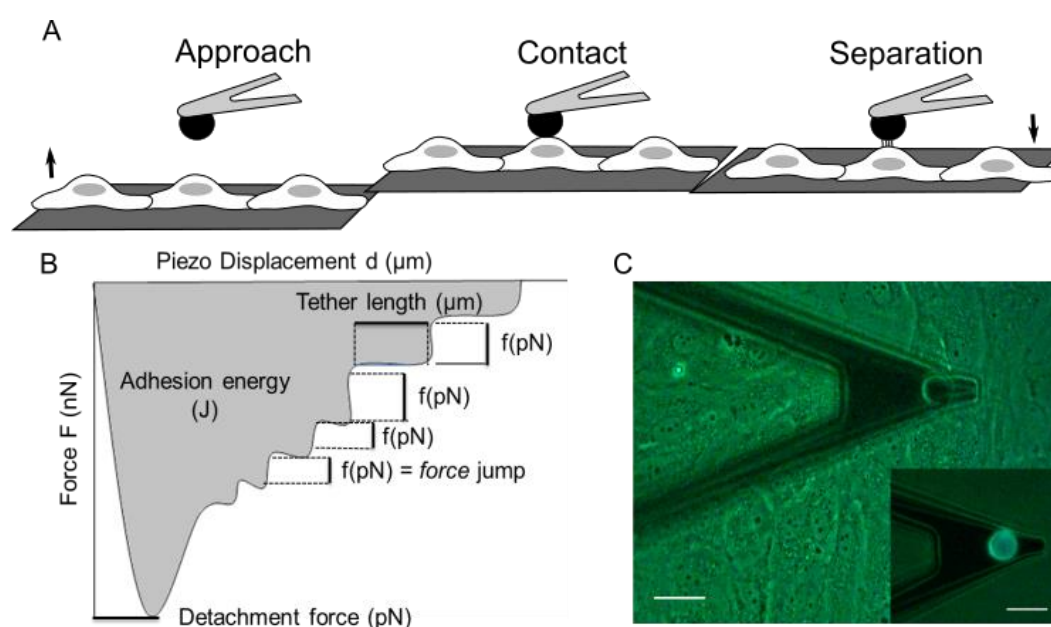 A
Approach
Contact
Separation
B
Piezo Displacement d (µm)
Tether length (µm)
f(pN)
Adhesion energy
(J)
f(pN)
f(pN)
f(pN) = force jump
Force F (nN)
Detachment force (pN)
C